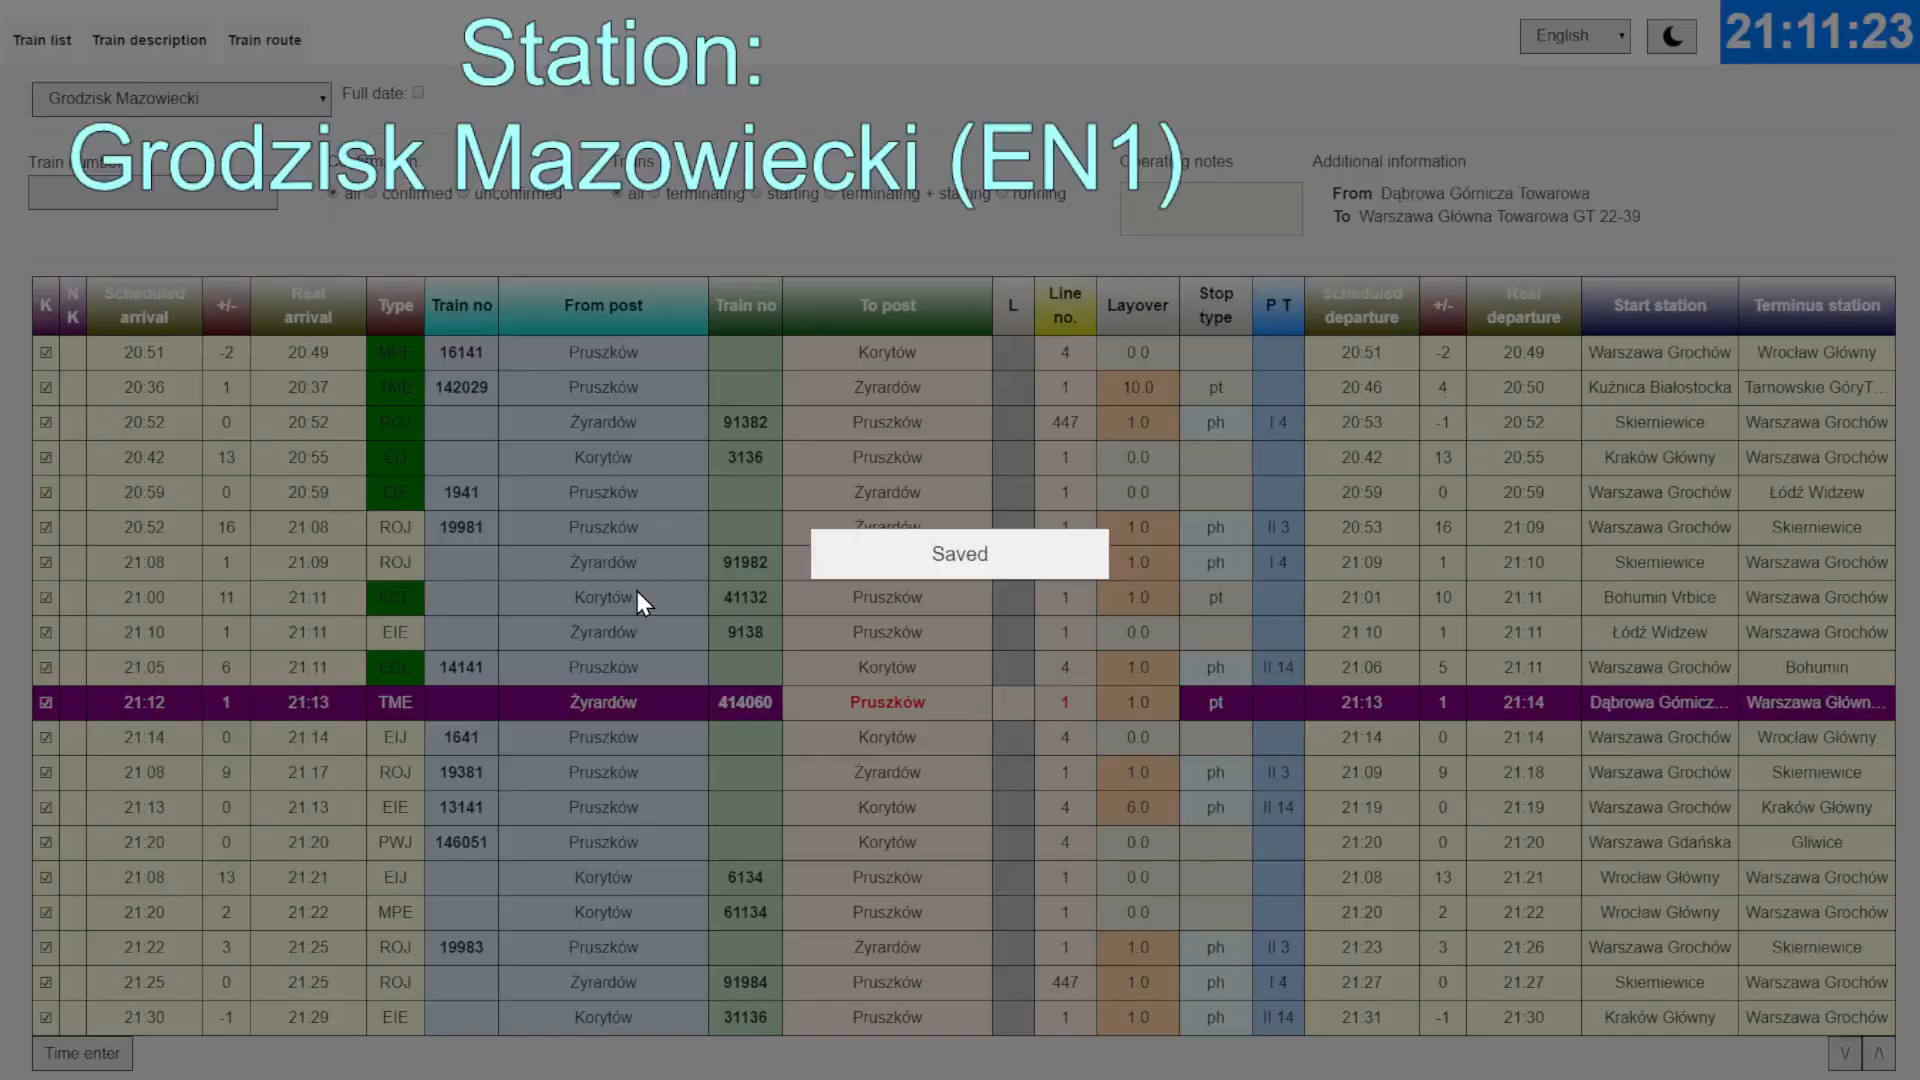 Train list Train description Train route English 21:11:23
Station:
Grodzisk Mazowiecki Full date:
Grodzisk Mazowiecki (EN1)
Operating notes Additional information
all confirmed unconfirmed all terminating starting terminating + starting running From Dąbrowa Górnicza Towarowa
To Warszawa Główna Towarowa GT 22-39
K N K Scheduled arrival +/- Real arrival Type Train no From post Train no To post L Line no. Layover Stop type P T Scheduled departure +/- Real departure Start station Terminus station
20:51 -2 20:49 MPE 16141 Pruszków Korytów 4 0.0 20:51 -2 20:49 Warszawa Grochów Wrocław Główny
20:36 1 20:37 TME 142029 Pruszków Żyrardów 1 10.0 pt 20:46 4 20:50 Kuźnica Białostocka Tarnowskie GóryT...
20:52 0 20:52 ROJ Żyrardów 91382 Pruszków 447 1.0 ph I 4 20:53 -1 20:52 Skierniewice Warszawa Grochów
20:42 13 20:55 EIJ Korytów 3136 Pruszków 1 0.0 20:42 13 20:55 Kraków Główny Warszawa Grochów
20:59 0 20:59 EIE 1941 Pruszków Żyrardów 1 0.0 20:59 0 20:59 Warszawa Grochów Łódź Widzew
20:52 16 21:08 ROJ 19981 Pruszków Żyrardów 1 1.0 ph II 3 20:53 16 21:09 Warszawa Grochów Skierniewice
21:08 1 21:09 ROJ Żyrardów 91982 Saved 1.0 ph I 4 21:09 1 21:10 Skierniewice Warszawa Grochów
21:00 11 21:11 ECE Korytów 41132 Pruszków 1 1.0 pt 21:01 10 21:11 Bohumin Vrbice Warszawa Grochów
21:10 1 21:11 EIE Żyrardów 9138 Pruszków 1 0.0 21:10 1 21:11 Łódź Widzew Warszawa Grochów
21:05 6 21:11 ECE 14141 Pruszków Korytów 4 1.0 ph II 14 21:06 5 21:11 Warszawa Grochów Bohumin
21:12 1 21:13 TME Żyrardów 414060 Pruszków 1 1.0 pt 21:13 1 21:14 Dąbrowa Górnicz... Warszawa Główn...
21:14 0 21:14 EIJ 1641 Pruszków Korytów 4 0.0 21:14 0 21:14 Warszawa Grochów Wrocław Główny
21:08 9 21:17 ROJ 19381 Pruszków Żyrardów 1 1.0 ph II 3 21:09 9 21:18 Warszawa Grochów Skierniewice
21:13 0 21:13 EIE 13141 Pruszków Korytów 4 6.0 ph II 14 21:19 0 21:19 Warszawa Grochów Kraków Główny
21:20 0 21:20 PWJ 146051 Pruszków Korytów 4 0.0 21:20 0 21:20 Warszawa Gdańska Gliwice
21:08 13 21:21 EIJ Korytów 6134 Pruszków 1 0.0 21:08 13 21:21 Wrocław Główny Warszawa Grochów
21:20 2 21:22 MPE Korytów 61134 Pruszków 1 0.0 21:20 2 21:22 Wrocław Główny Warszawa Grochów
21:22 3 21:25 ROJ 19983 Pruszków Żyrardów 1 1.0 ph II 3 21:23 3 21:26 Warszawa Grochów Skierniewice
21:25 0 21:25 ROJ Żyrardów 91984 Pruszków 447 1.0 ph I 4 21:27 0 21:27 Skierniewice Warszawa Grochów
21:30 -1 21:29 EIE Korytów 31136 Pruszków 1 1.0 ph II 14 21:31 -1 21:30 Kraków Główny Warszawa Grochów
Time enter V Λ